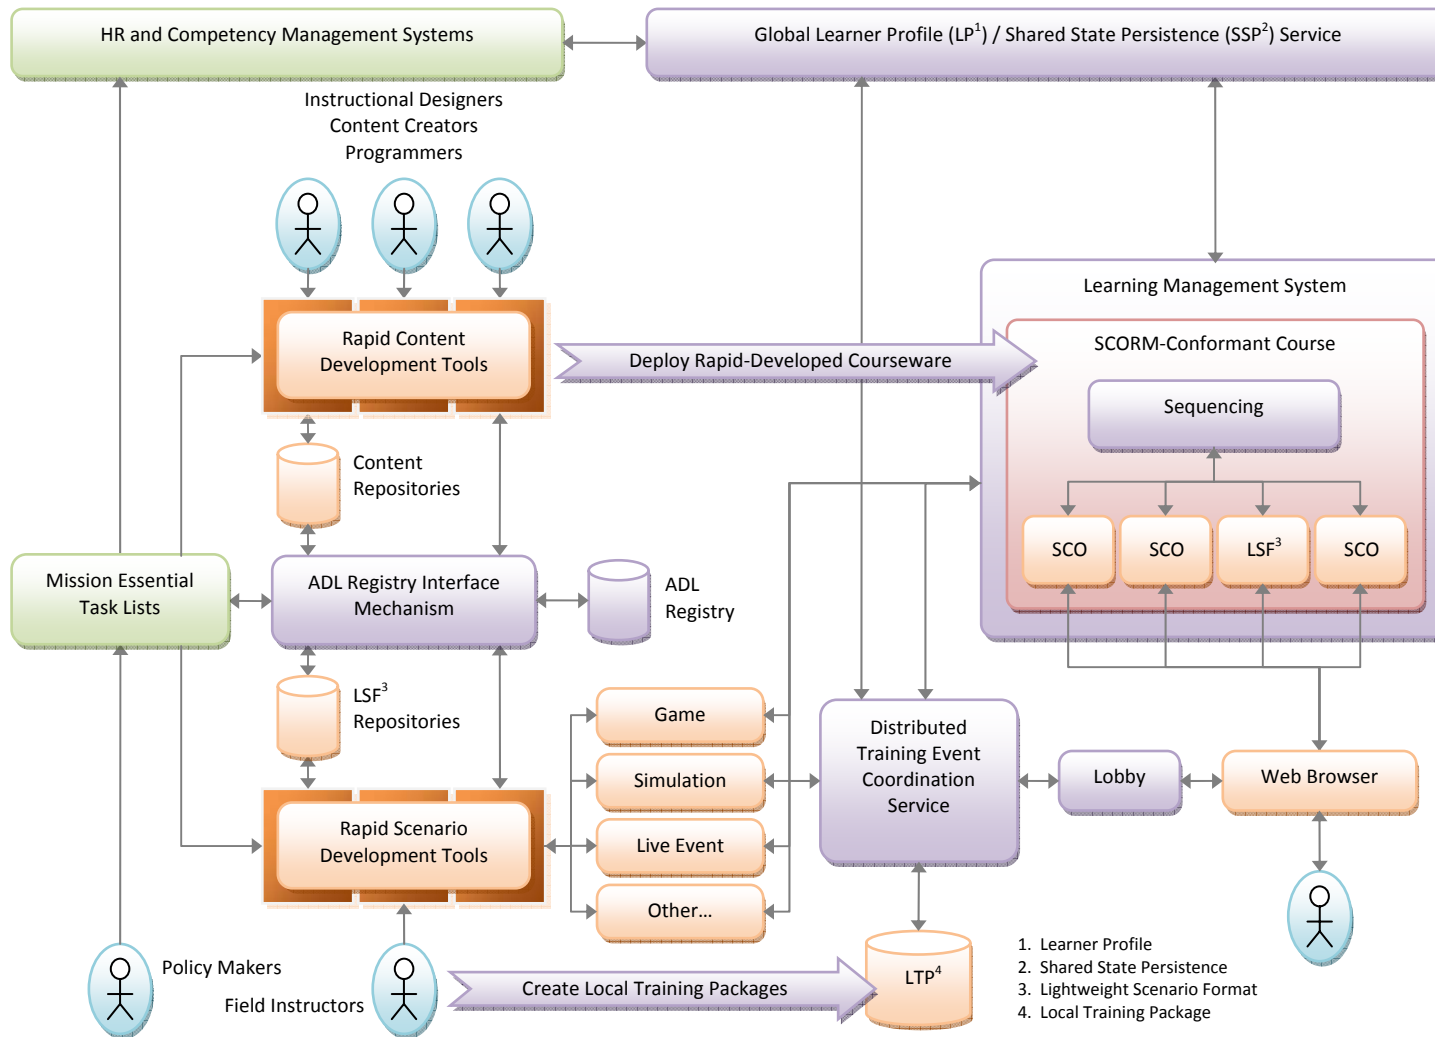 HR and Competency Management Systems
Global Learner Profile (LP1) / Shared State Persistence (SSP2) Service
Instructional Designers
Content Creators
Programmers
Learning Management System
Rapid Content
Development Tools
Deploy Rapid-Developed Courseware
SCORM-Conformant Course
Sequencing
Content
Repositories
SCO
SCO
LSF3
SCO
Mission Essential
Task Lists
ADL Registry Interface
Mechanism
ADL
Registry
LSF3
Repositories
Game
Simulation
Live Event
Other...
Distributed
Training Event
Coordination
Service
Lobby
Web Browser
Rapid Scenario
Development Tools
Policy Makers
Field Instructors
Create Local Training Packages
LTP4
1. Learner Profile
2. Shared State Persistence
3. Lightweight Scenario Format
4. Local Training Package